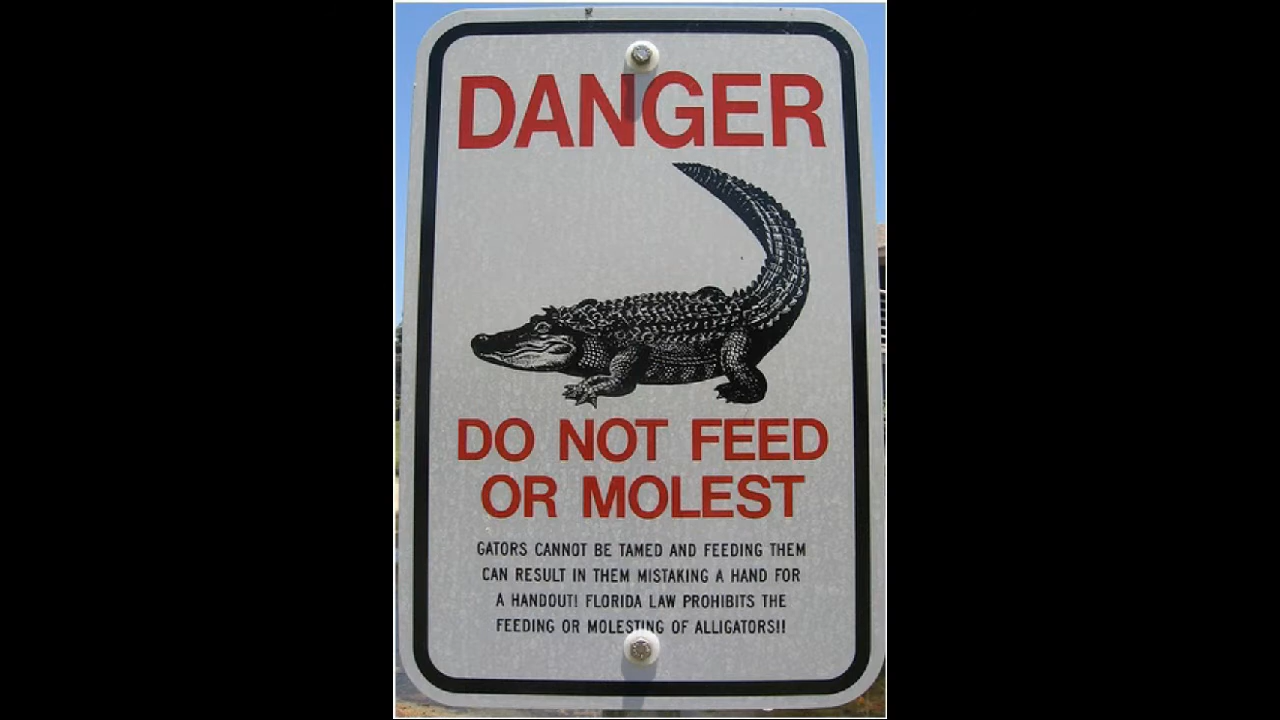 DANGER
DO NOT FEED
OR MOLEST
GATORS CANNOT BE TAMED AND FEEDING THEM
CAN RESULT IN THEM MISTAKING A HAND FOR
A HANDOUT! FLORIDA LAW PROHIBITS THE
FEEDING OR MOLESTING OF ALLIGATORS!!